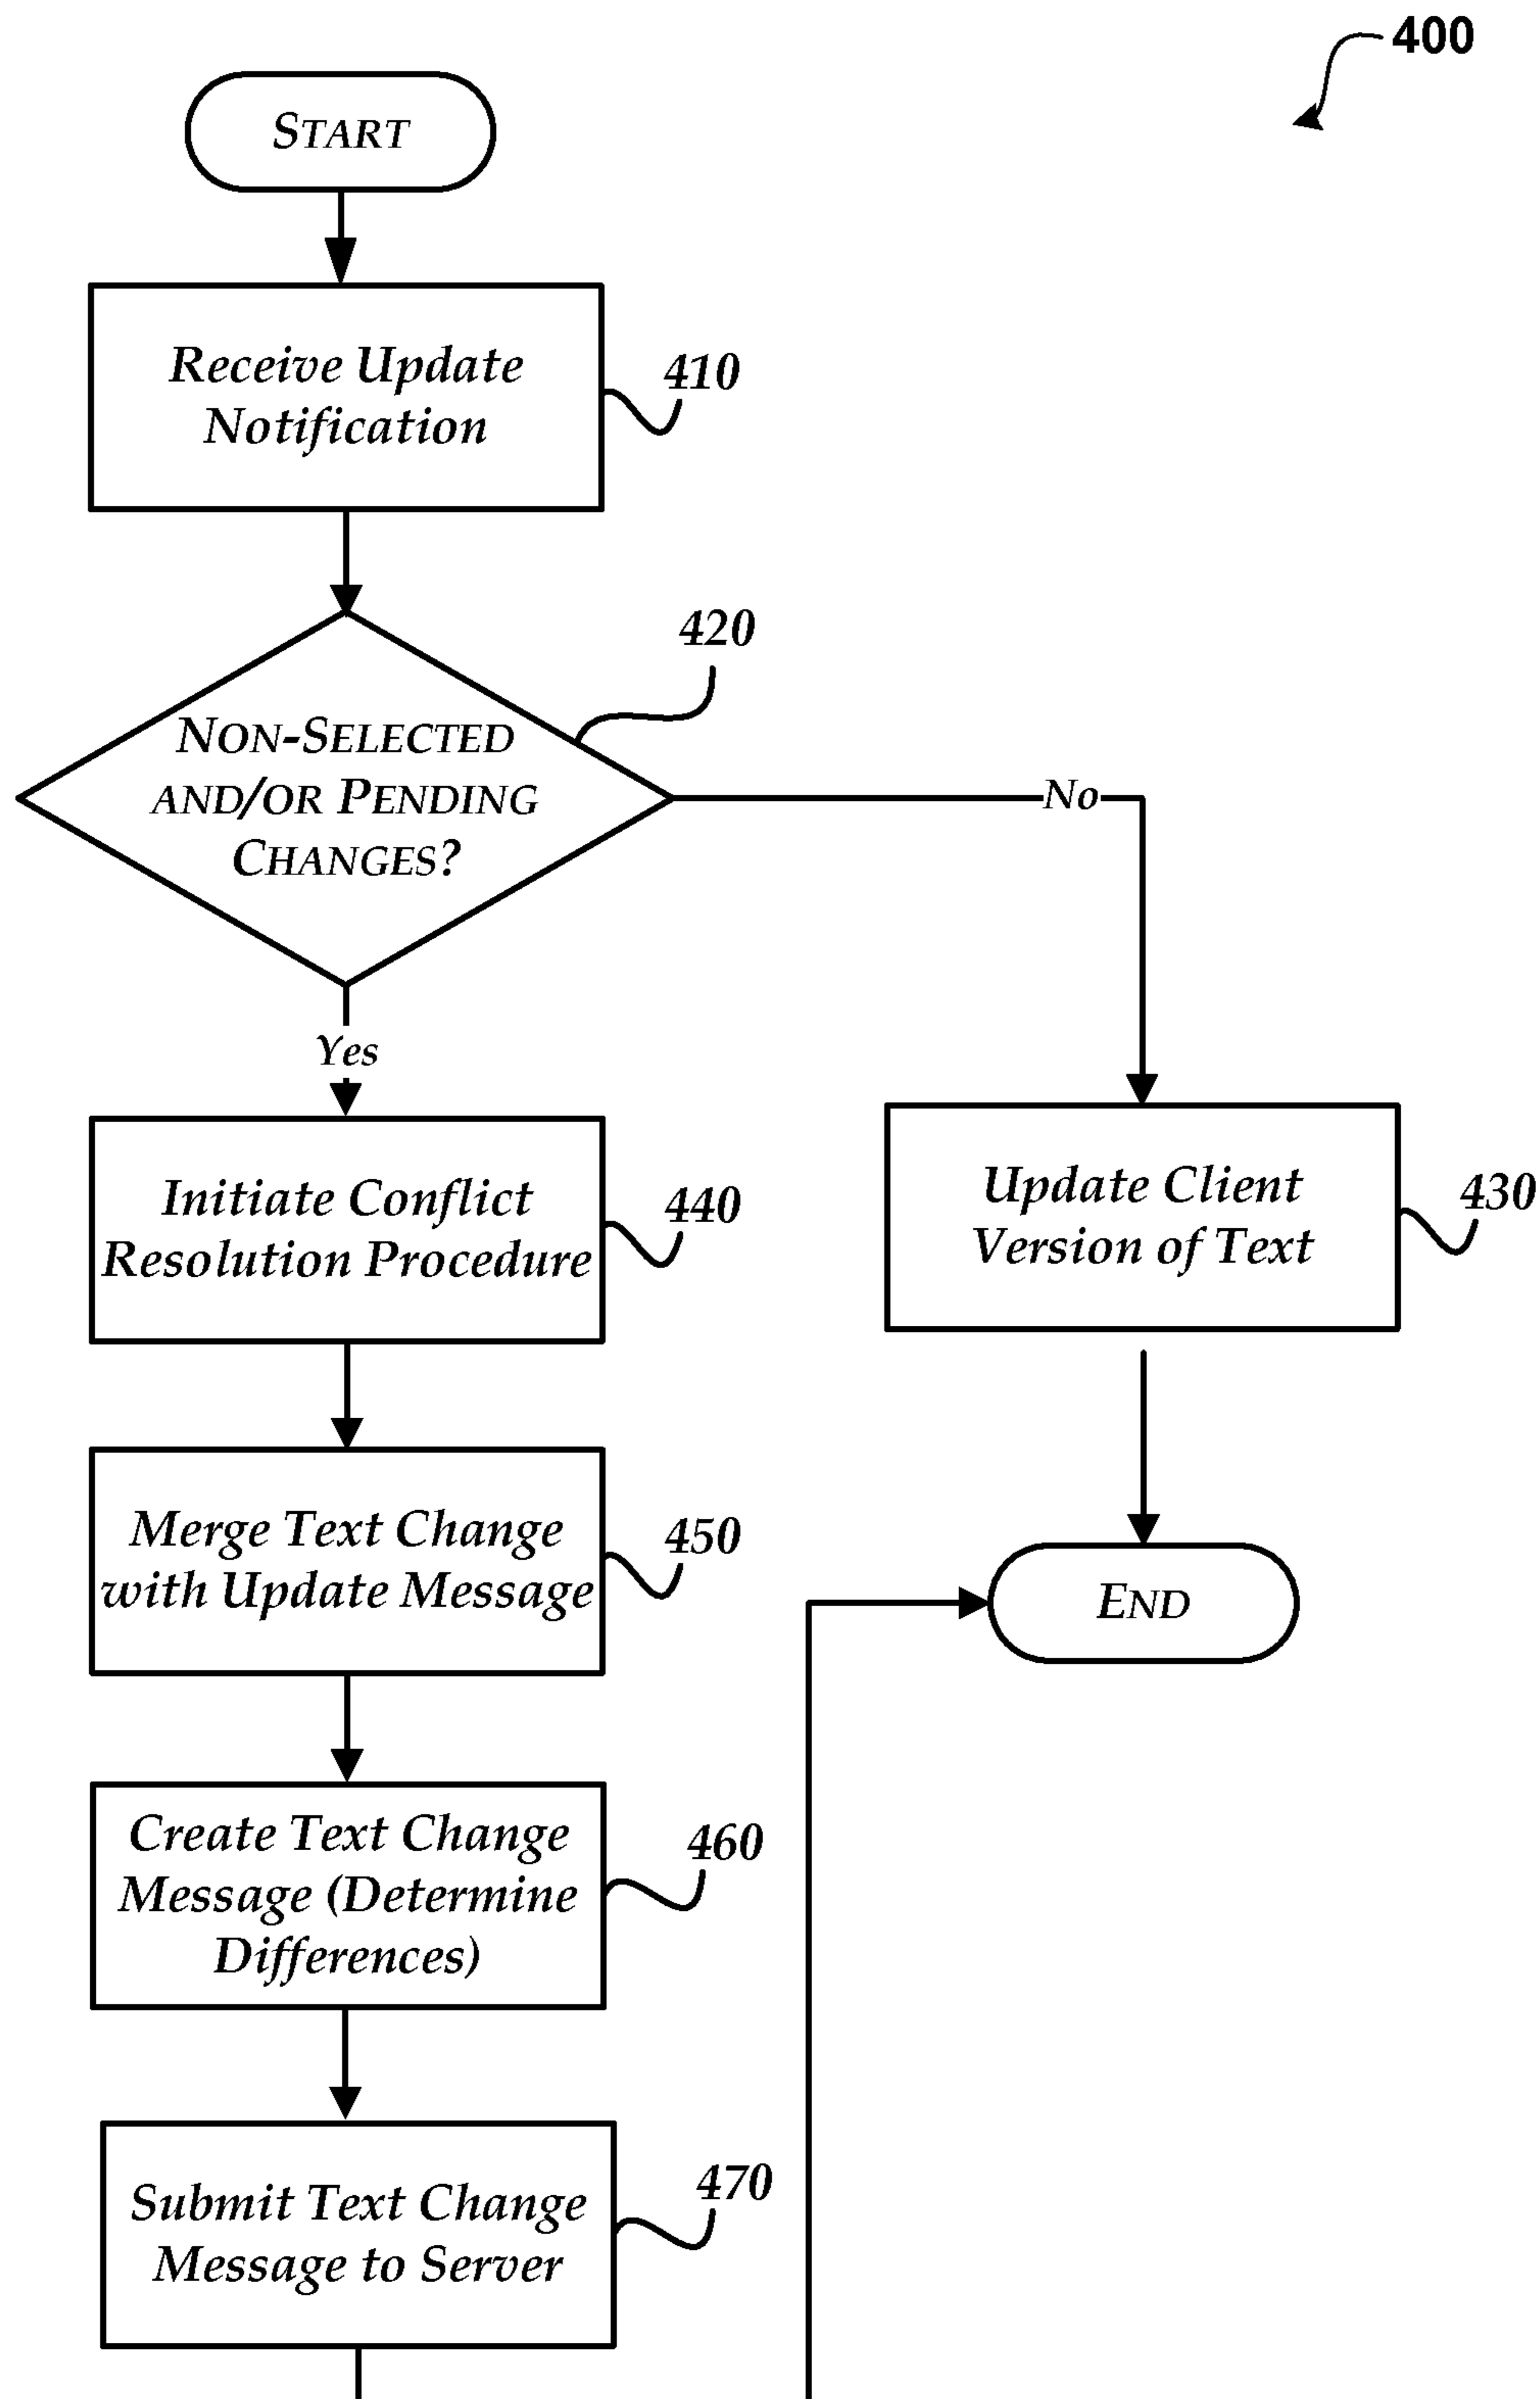 400
START
Receive Update
Notification
410
420
NON-SELECTED
AND/OR PENDING
CHANGES?
No
Yes
Initiate Conflict
Resolution Procedure
440
Update Client
Version of Text
430
Merge Text Change
with Update Message
450
END
Create Text Change
Message (Determine
Differences)
460
Submit Text Change
Message to Server
470